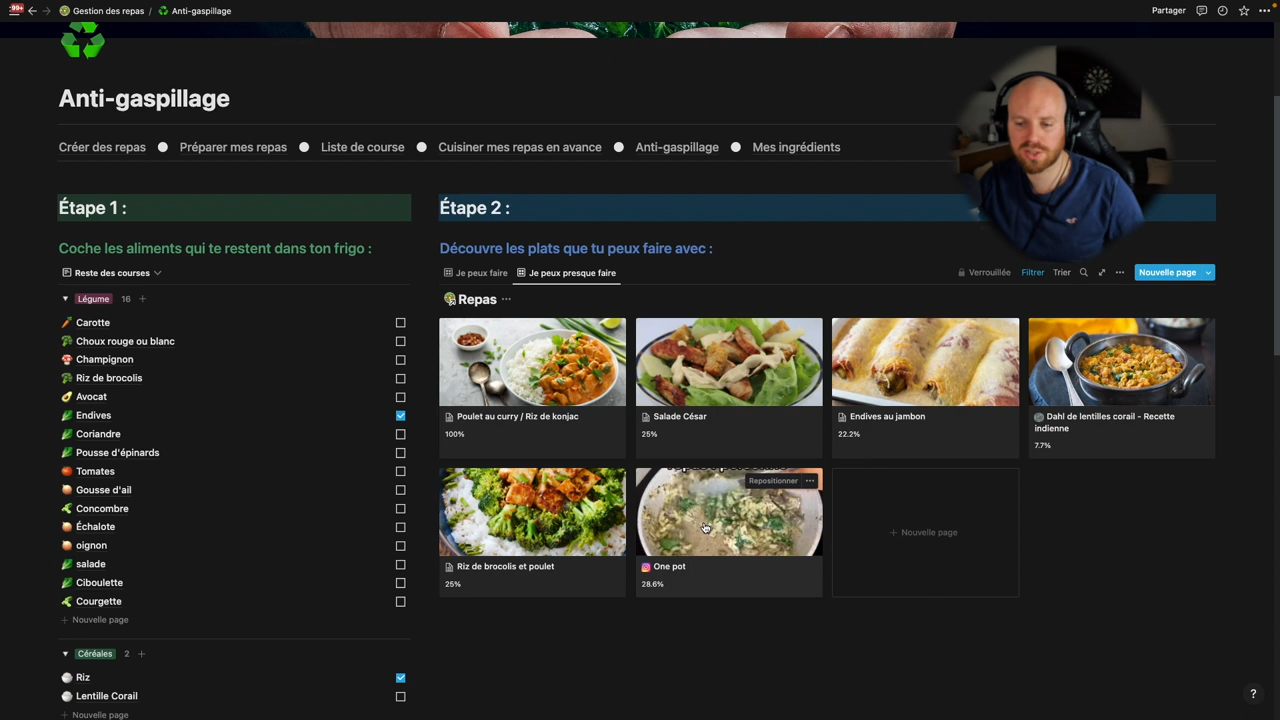 99+
Gestion des repas / Anti-gaspillage
Partager
Anti-gaspillage
Créer des repas
Préparer mes repas
Liste de course
Cuisiner mes repas en avance
Anti-gaspillage
Mes ingrédients
Étape 1 :
Coche les aliments qui te restent dans ton frigo :
Reste des courses
Légume 16
Carotte
Choux rouge ou blanc
Champignon
Riz de brocolis
Avocat
Endives
Coriandre
Pousse d'épinards
Tomates
Gousse d'ail
Concombre
Échalote
oignon
salade
Ciboulette
Courgette
Nouvelle page
Céréales 2
Riz
Lentille Corail
Nouvelle page
Étape 2 :
Découvre les plats que tu peux faire avec :
Je peux faire
Je peux presque faire
Verrouillée
Filtrer
Trier
Nouvelle page
Repas
Poulet au curry / Riz de konjac
100%
Salade César
25%
Endives au jambon
22.2%
Dahl de lentilles corail - Recette
indienne
7.7%
Riz de brocolis et poulet
25%
Repositionner
One pot
28.6%
Nouvelle page
?